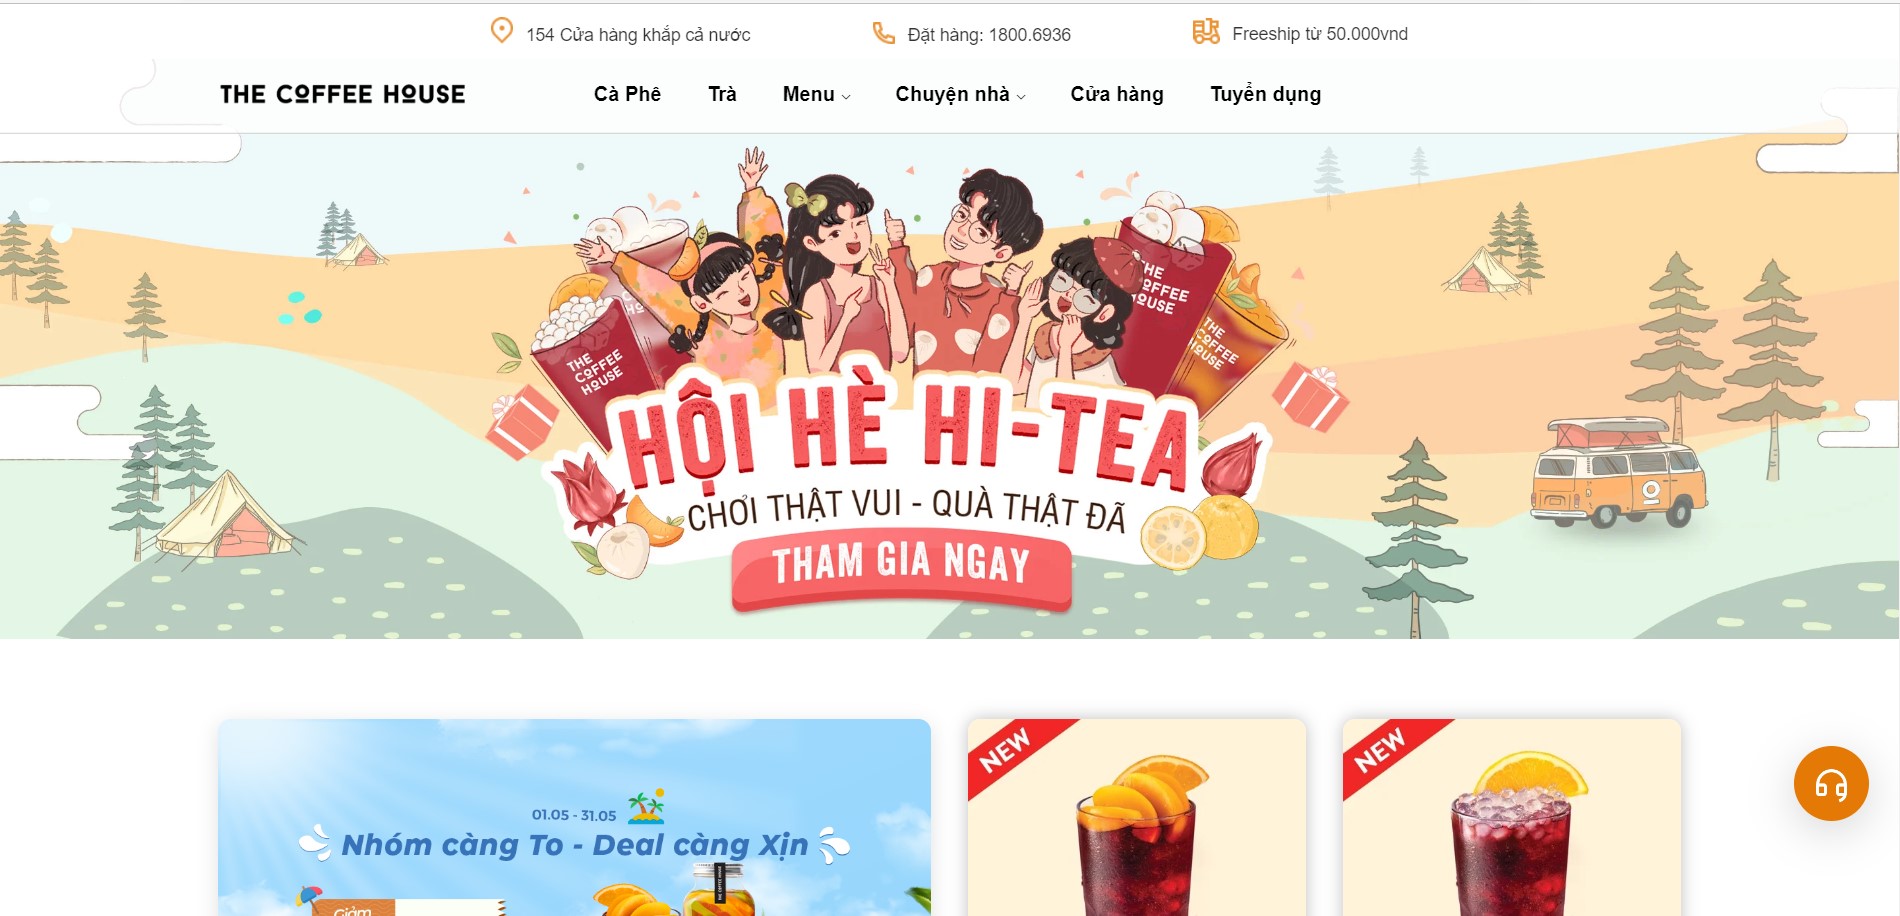 154 Cửa hàng khắp cả nước
Đặt hàng: 1800.6936
Freeship từ 50.000vnd
THE COFFEE HOUSE
Cà Phê
Trà
Menu
Chuyện nhà
Cửa hàng
Tuyển dụng
THE
COFFEE
HOUSE
THE
COFFEE
HOUSE
THE
COFFEE
HOUSE
HỘI HÈ HI-TEA
CHƠI THẬT VUI - QUÀ THẬT ĐÃ
THAM GIA NGAY
01.05 - 31.05
Nhóm càng To - Deal càng Xịn
Giảm
THE COFFEE HOUSE
NEW
NEW